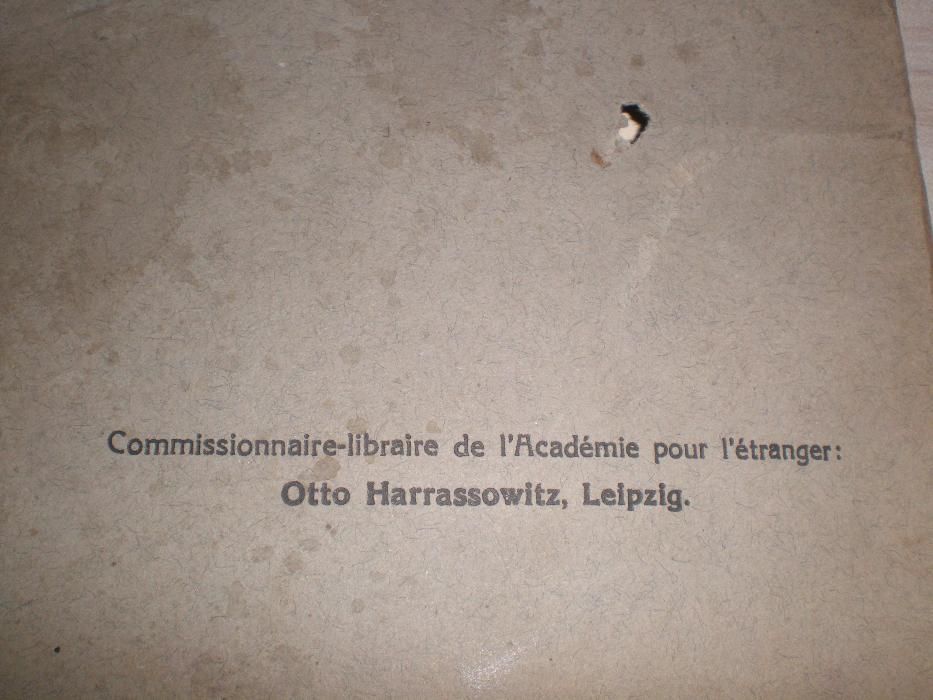 Commissionnaire-libraire de l'Académie pour l'étranger:
Otto Harrassowitz, Leipzig.